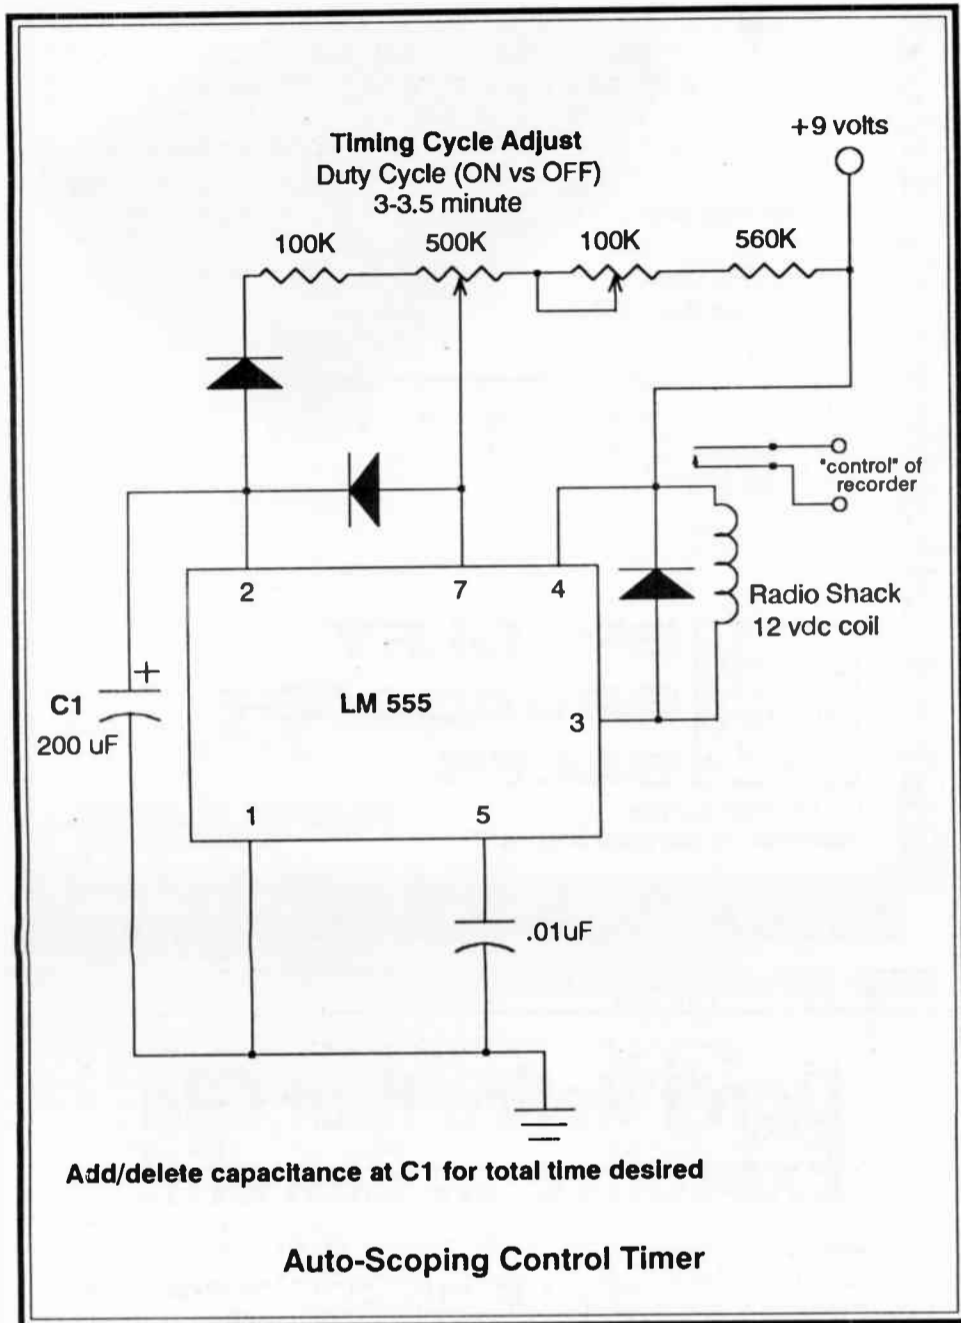 Timing Cycle Adjust
Duty Cycle (ON vs OFF)
3-3.5 minute
+9 volts
100K
500K
100K
560K
"control" of
recorder
2
7
4
Radio Shack
12 vdc coil
+
C1
200 uF
LM 555
3
1
5
.01uF
Add/delete capacitance at C1 for total time desired
Auto-Scoping Control Timer